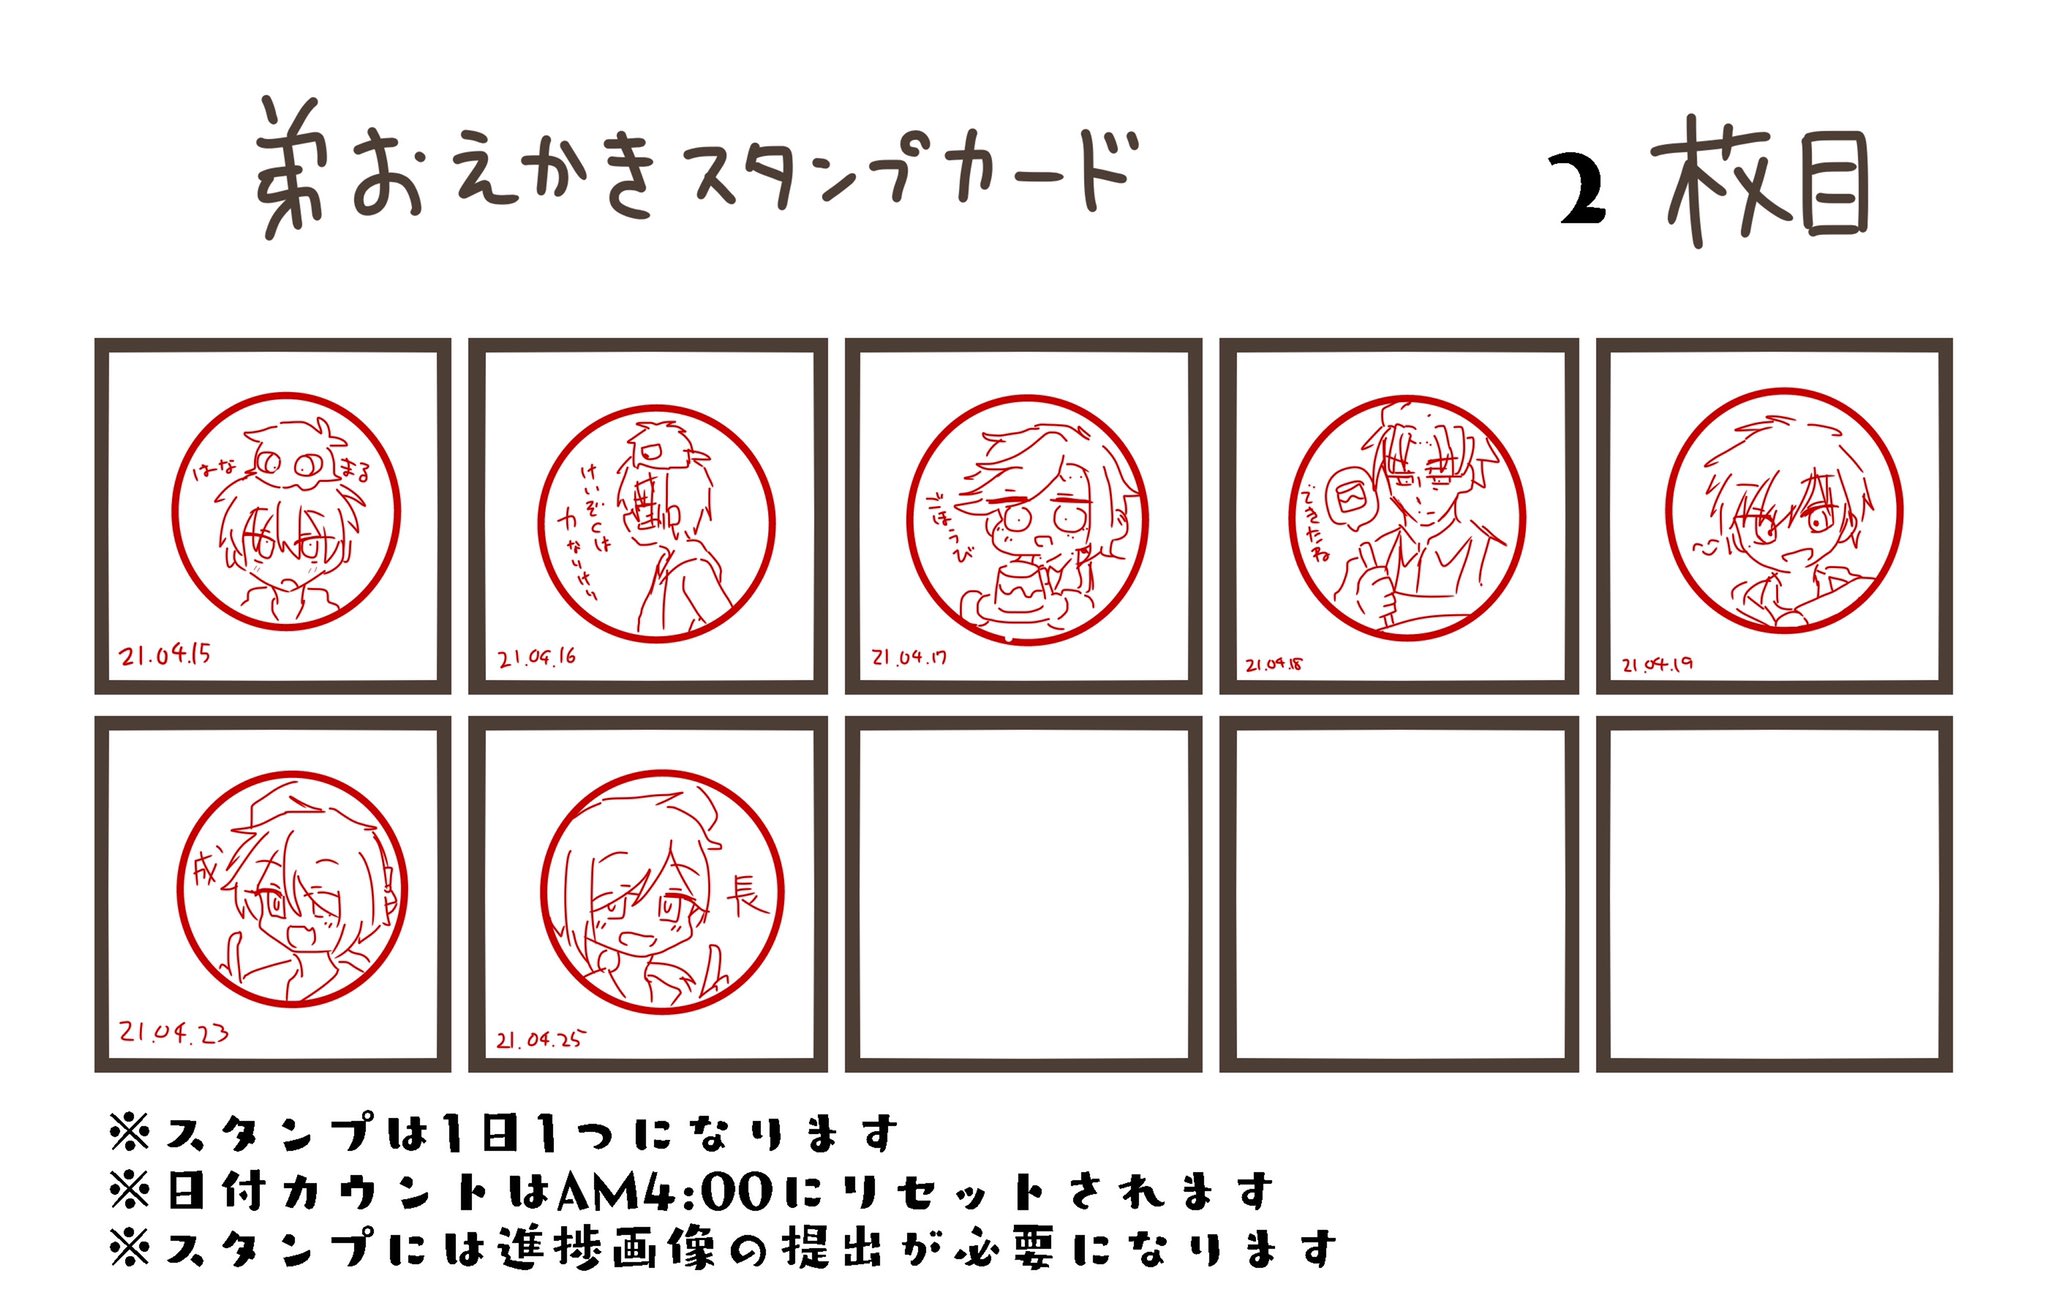 弟おえかきスタンプカード
2枚目
はなまる
21.04.15
けいぞくは
力なりけい
21.04.16
ごほうび
21.04.17
できたね
21.04.18
21.04.19
成
21.04.23
長
21.04.25
※スタンプは1日1つになります
※日付カウントはAM4:00にリセットされます
※スタンプには進捗画像の提出が必要になります